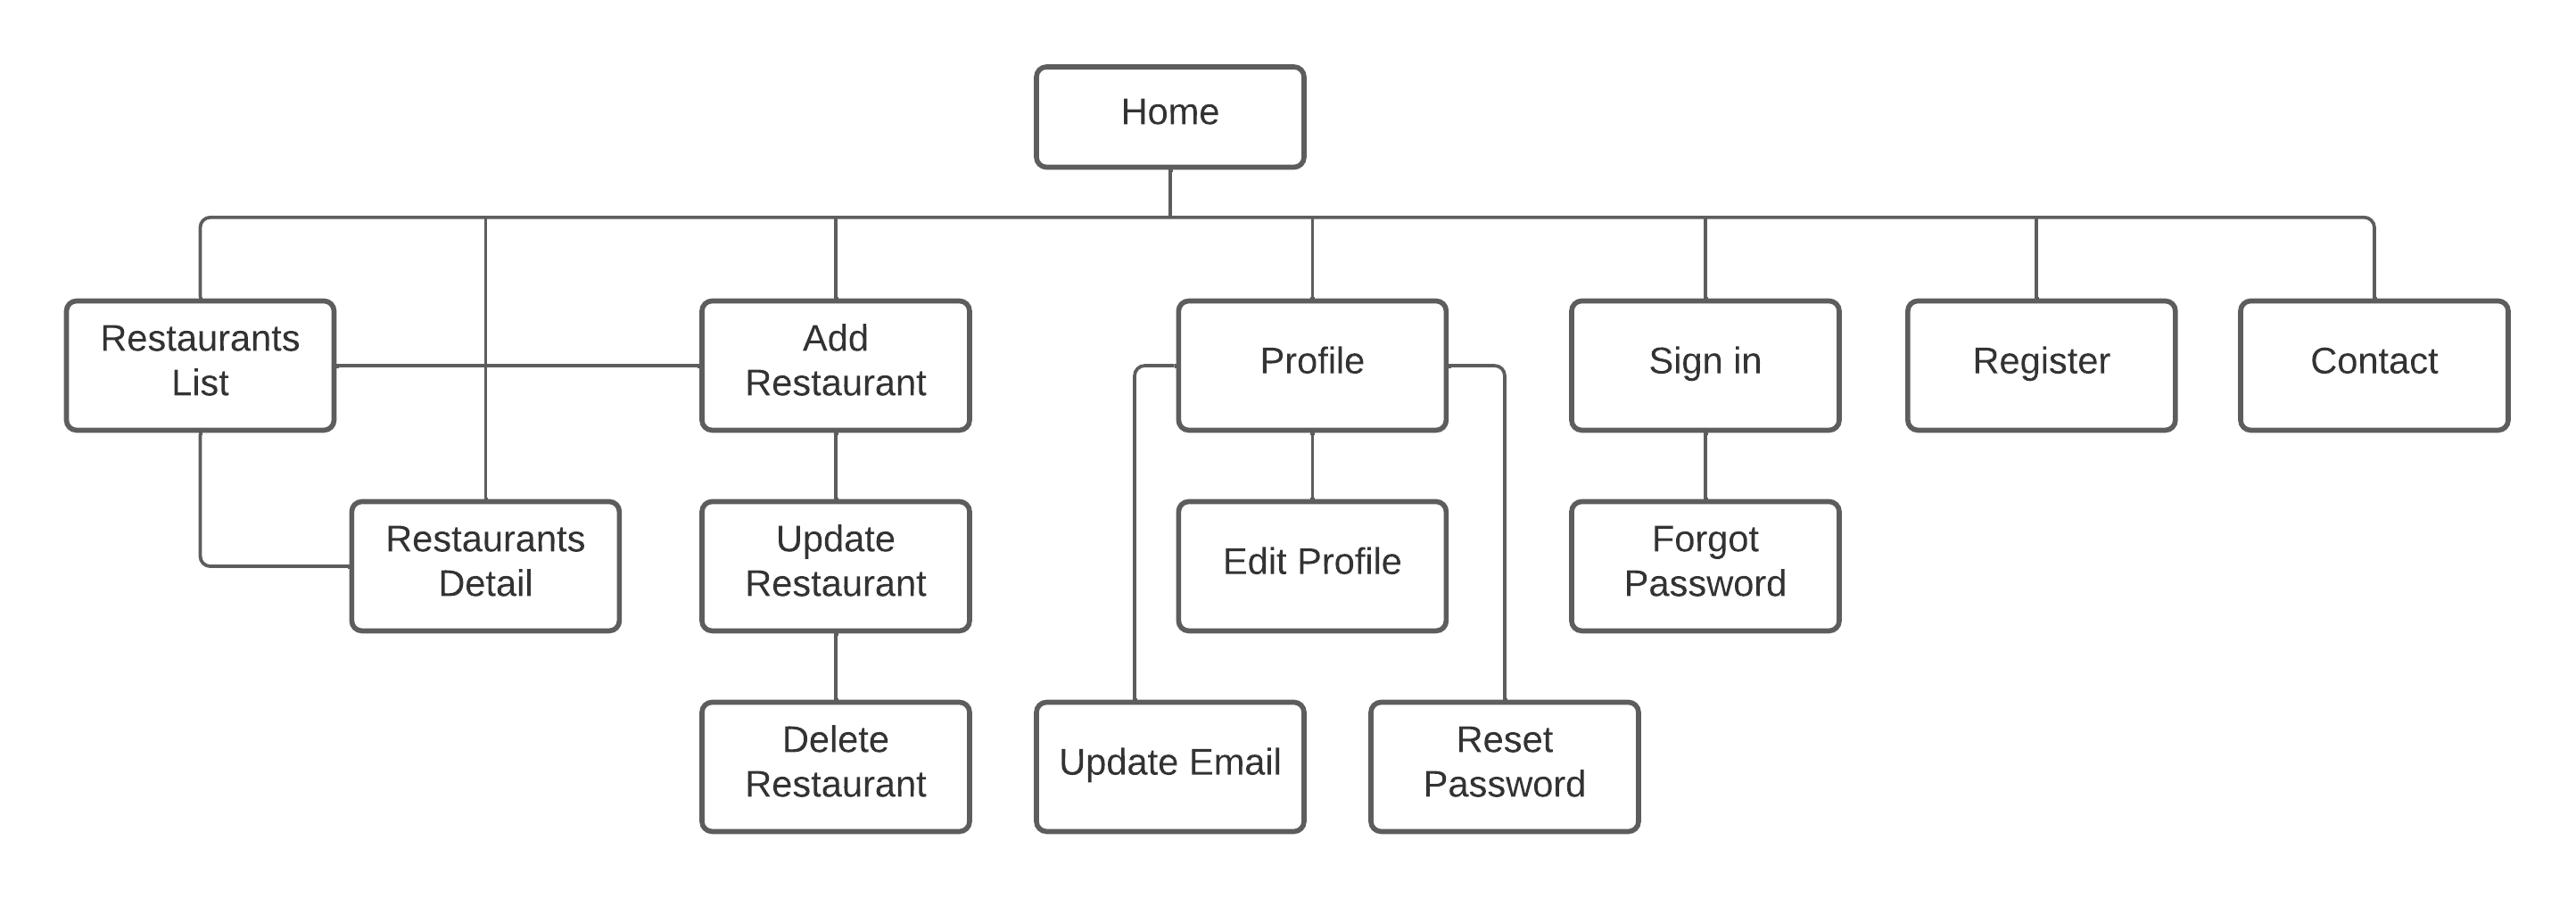 Home
Restaurants
List
Add
Restaurant
Profile
Sign in
Register
Contact
Restaurants
Detail
Update
Restaurant
Edit Profile
Forgot
Password
Delete
Restaurant
Update Email
Reset
Password